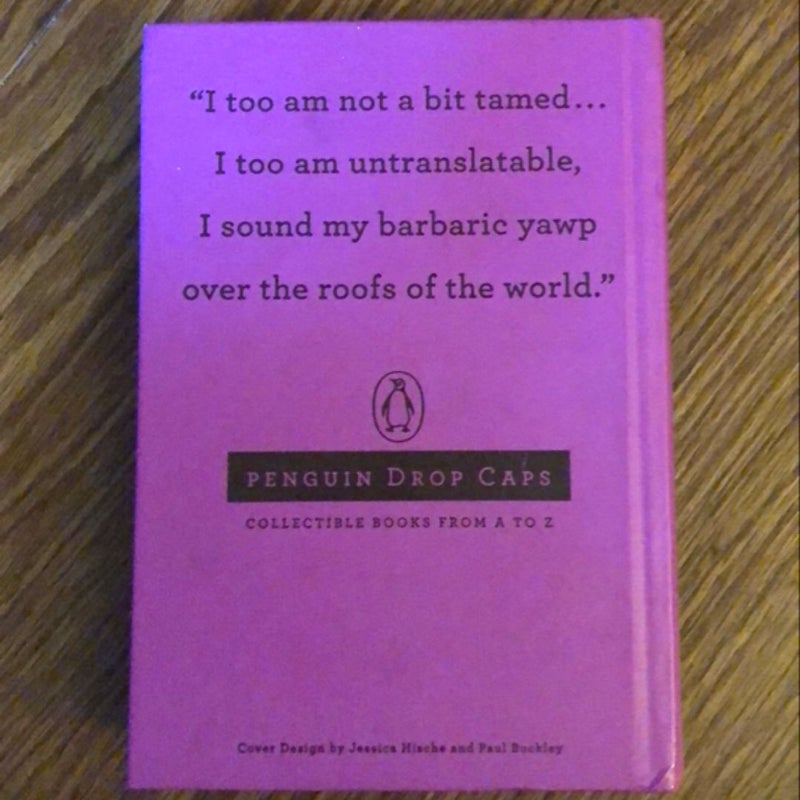 “I too am not a bit tamed...
I too am untranslatable,
I sound my barbaric yawp
over the roofs of the world.”
PENGUIN DROP CAPS
COLLECTIBLE BOOKS FROM A TO Z
Cover Design by Jessica Hische and Paul Buckley